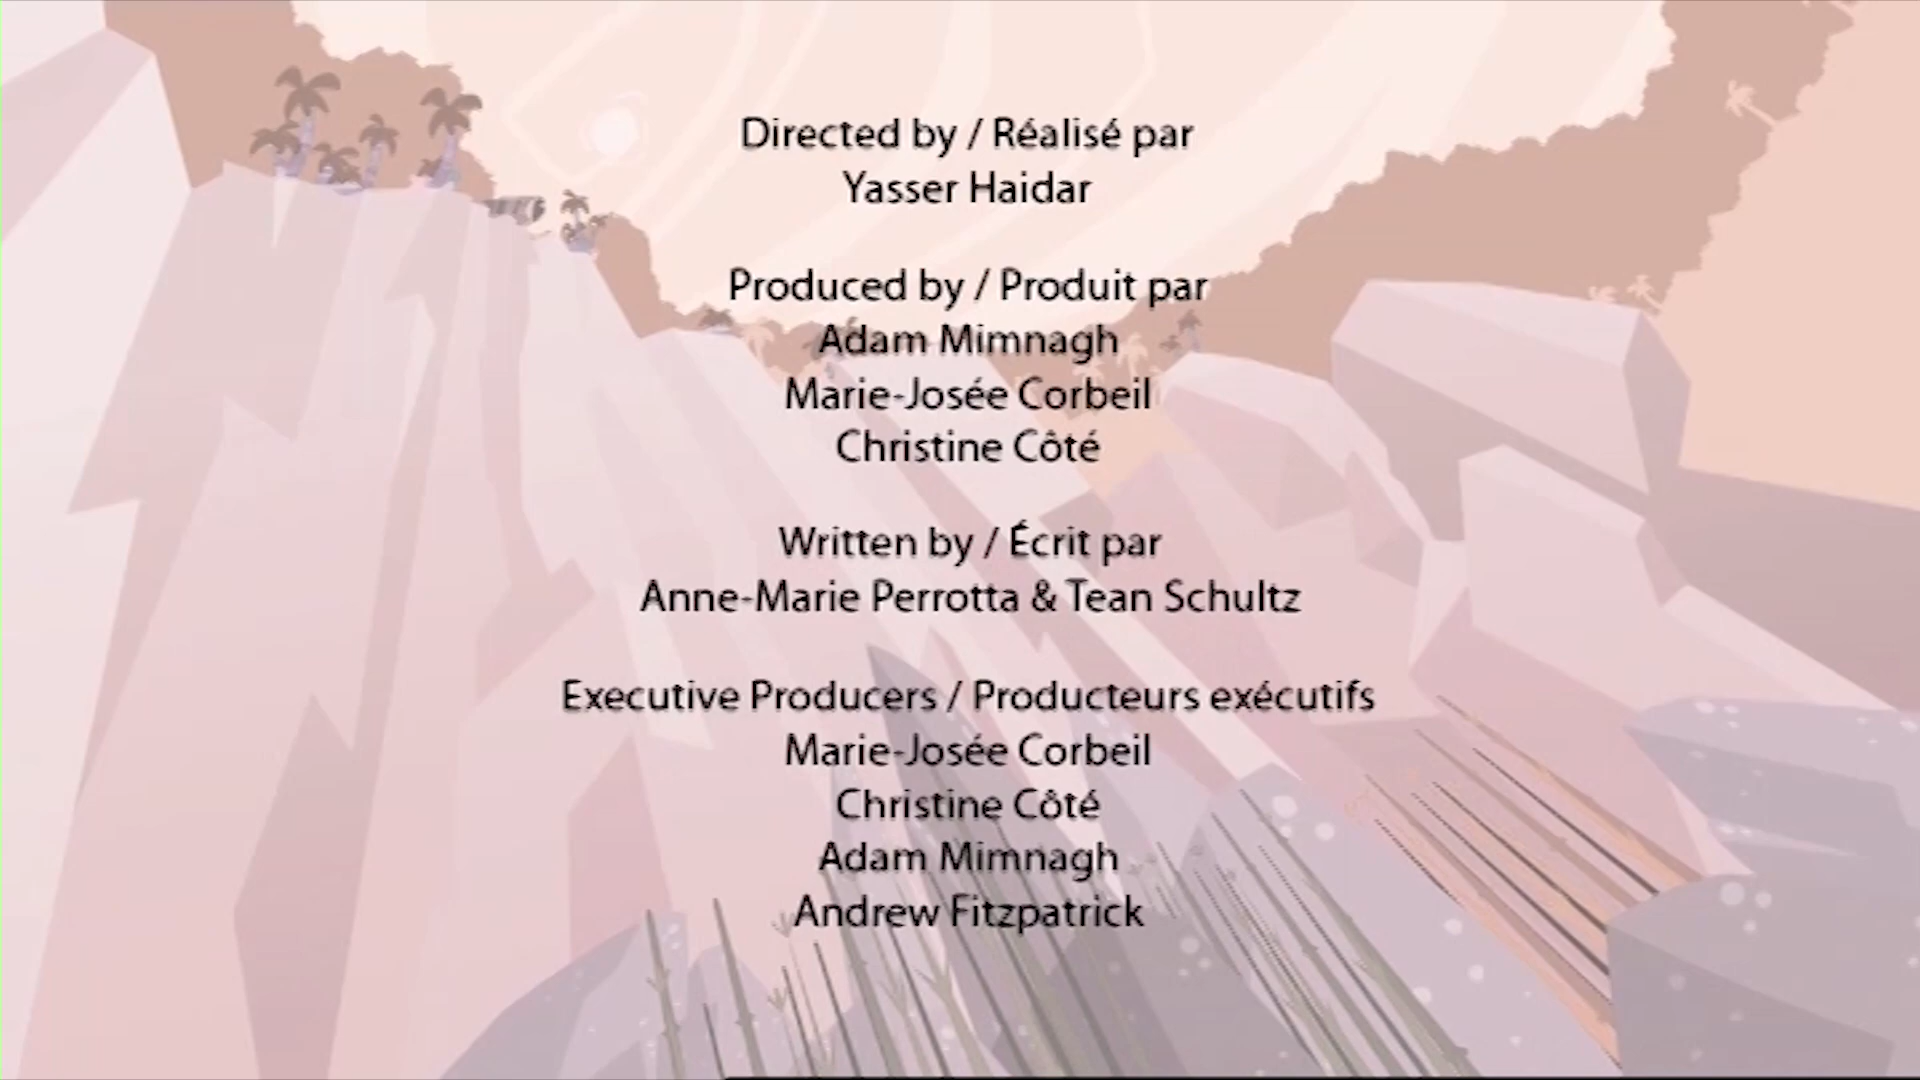 Directed by / Réalisé par
Yasser Haidar
Produced by / Produit par
Adam Mimnagh
Marie-Josée Corbeil
Christine Côté
Written by / Écrit par
Anne-Marie Perrotta & Tean Schultz
Executive Producers / Producteurs exécutifs
Marie-Josée Corbeil
Christine Côté
Adam Mimnagh
Andrew Fitzpatrick